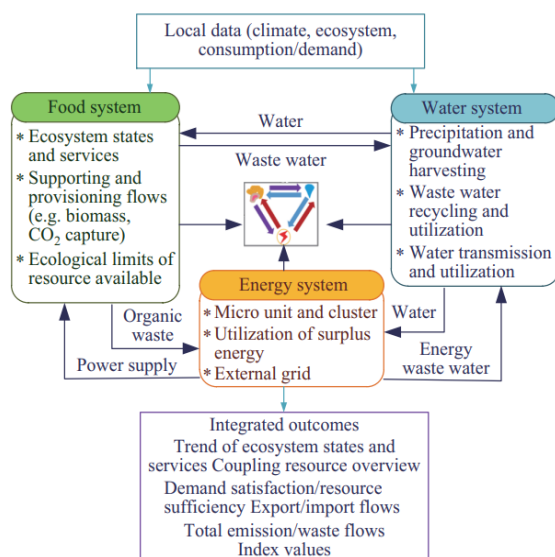 Local data (climate, ecosystem,
consumption/demand)
Food system
* Ecosystem states
and services
* Supporting and
provisioning flows
(e.g. biomass,
CO₂ capture)
* Ecological limits of
resource available
Water
Waste water
Water system
* Precipitation and
groundwater
harvesting
* Waste water
recycling and
utilization
* Water transmission
and utilization
Energy system
* Micro unit and cluster
* Utilization of surplus
energy
* External grid
Organic
waste
Power supply
Water
Energy
waste water
Integrated outcomes
Trend of ecosystem states and
services Coupling resource overview
Demand satisfaction/resource
sufficiency Export/import flows
Total emission/waste flows
Index values